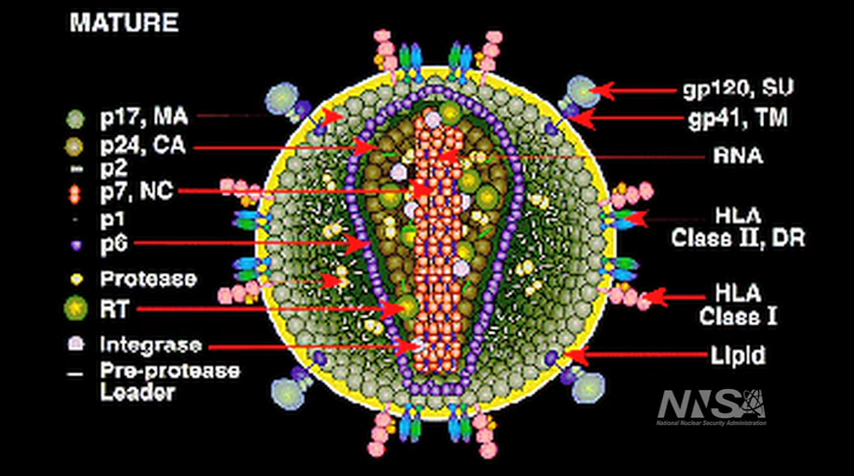 MATURE
p17, MA
p24, CA
p2
p7, NC
p1
p6
Protease
RT
Integrase
Pre-protease
Leader
gp120, SU
gp41, TM
RNA
HLA
Class II, DR
HLA
Class I
Lipid
NNSA
National Nuclear Security Administration